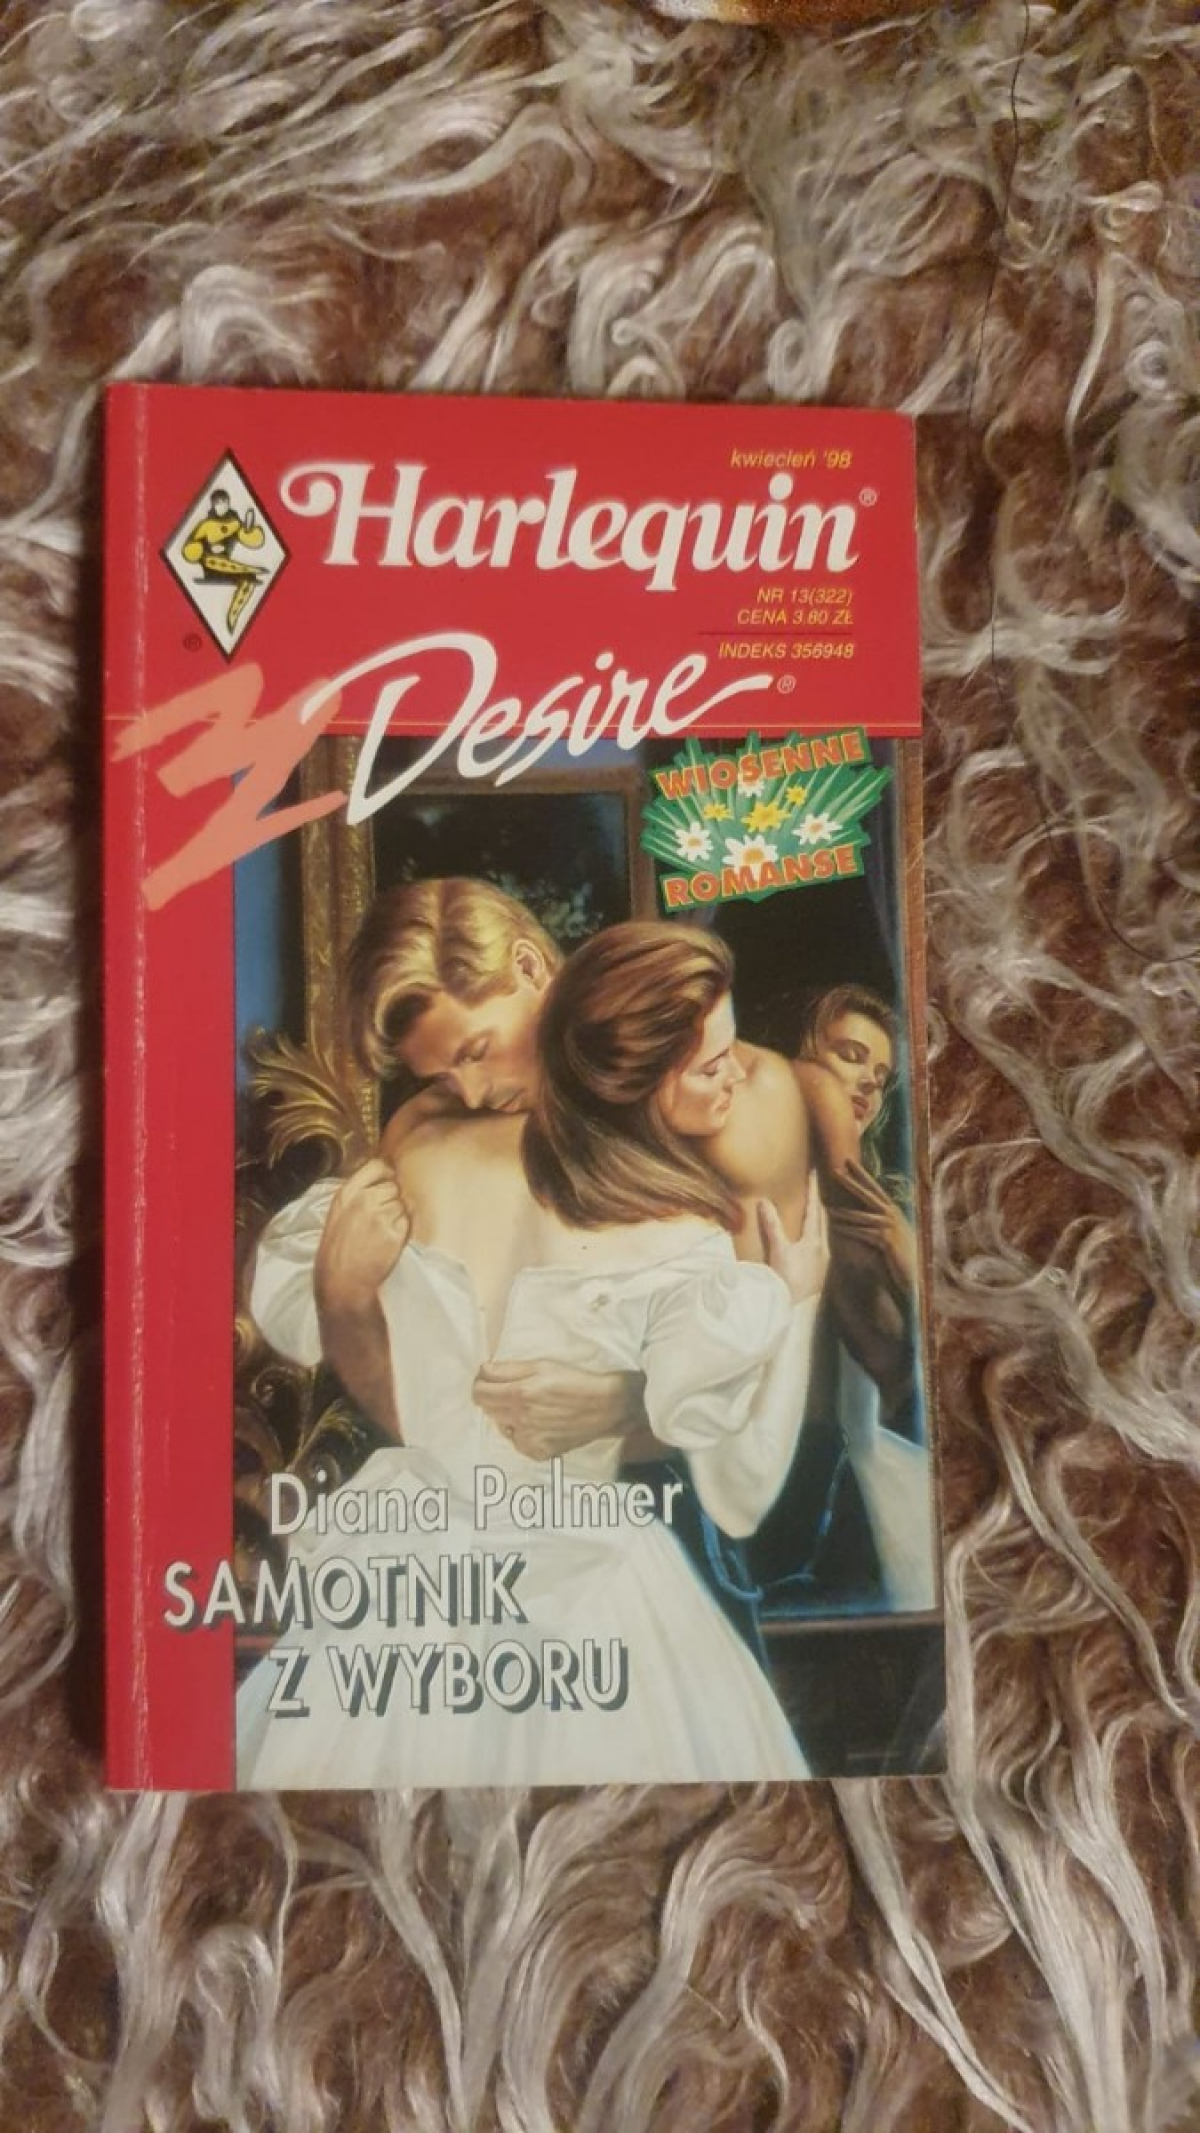 kwiecień '98
Harlequin®
NR 13(322)
CENA 3.80 ZŁ
INDEKS 356948
®
Desire®
WIOSENNE
ROMANSE
Diana Palmer
SAMOTNIK
Z WYBORU